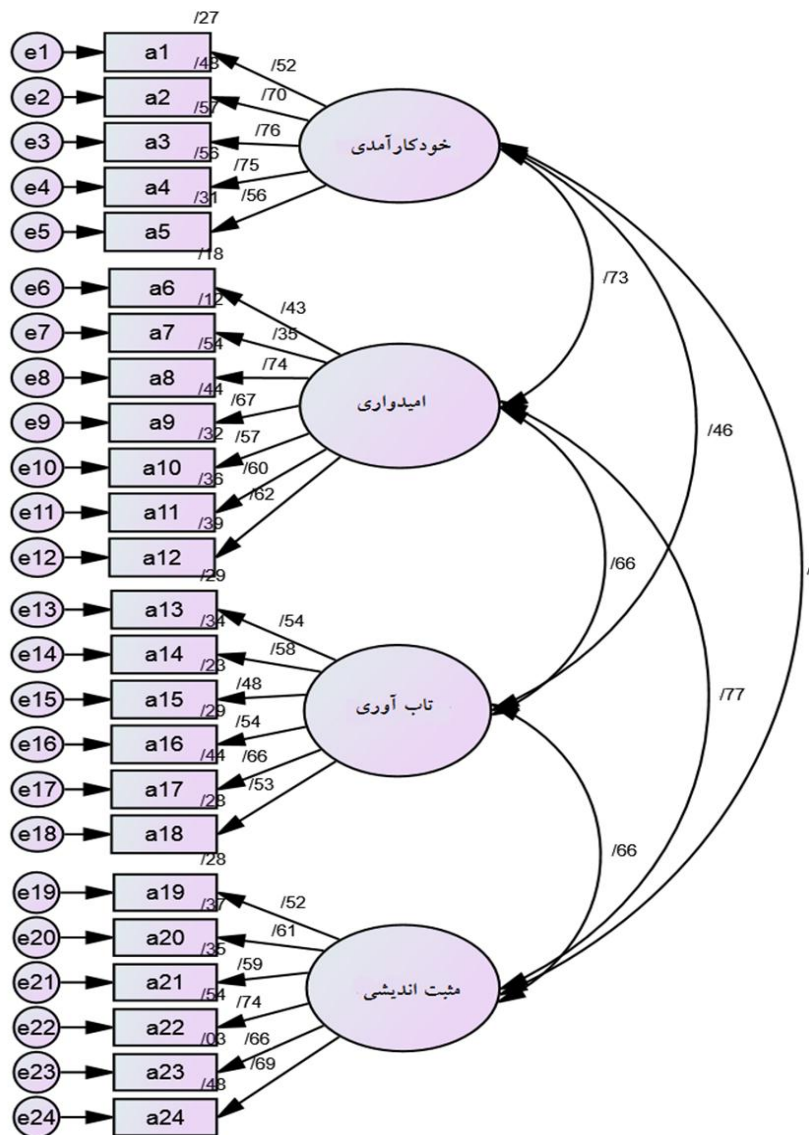 /27
e1 a1 /52
/48
e2 a2 /70
/57
e3 a3 /76
/56
e4 a4 /75
/31
e5 a5 /56
خودکارآمدی
/18
e6 a6 /43
/12
e7 a7 /35
/54
e8 a8 /74
/44
e9 a9 /67
/32
e10 a10 /57
/36
e11 a11 /60
/39
e12 a12 /62
امیدواری
/29
e13 a13 /54
/34
e14 a14 /58
/23
e15 a15 /48
/29
e16 a16 /54
/44
e17 a17 /66
/28
e18 a18 /53
تاب آوری
/28
e19 a19 /52
/37
e20 a20 /61
/35
e21 a21 /59
/54
e22 a22 /74
/03
e23 a23 /66
/48
e24 a24 /69
مثبت اندیشی
/73
/46
/66
/77
/66